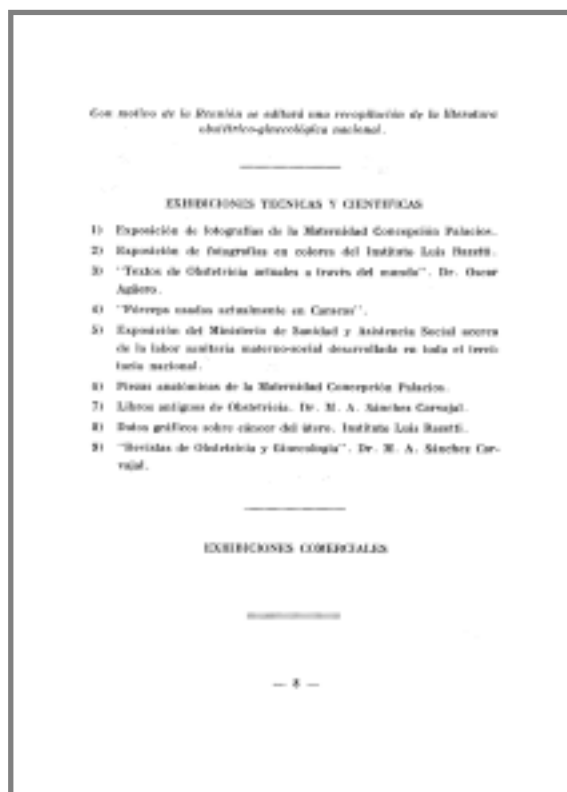 Con motivo de la Reunión se editará una recopilación de la literatura
obstétrico-ginecológica nacional.
EXHIBICIONES TECNICAS Y CIENTIFICAS
1) Exposición de fotografías de la Maternidad Concepción Palacios.
2) Exposición de fotografías en colores del Instituto Luis Razetti.
3) "Textos de Obstetricia actuales a través del mundo". Dr. Oscar
Agüero.
4) "Fórceps usados actualmente en Caracas".
5) Exposición del Ministerio de Sanidad y Asistencia Social acerca
de la labor sanitaria materno-social desarrollada en todo el terri-
torio nacional.
6) Piezas anatómicas de la Maternidad Concepción Palacios.
7) Libros antiguos de Obstetricia. Dr. M. A. Sánchez Carvajal.
8) Datos gráficos sobre cáncer del útero. Instituto Luis Razetti.
9) "Revistas de Obstetricia y Ginecología". Dr. M. A. Sánchez Car-
vajal.
EXHIBICIONES COMERCIALES
— 8 —